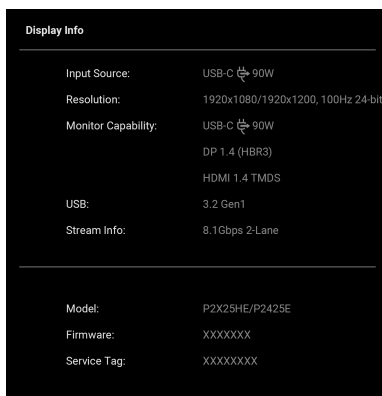 Display Info
Input Source: USB-C 90W
Resolution: 1920x1080/1920x1200, 100Hz 24-bit
Monitor Capability: USB-C 90W
DP 1.4 (HBR3)
HDMI 1.4 TMDS
USB: 3.2 Gen1
Stream Info: 8.1Gbps 2-Lane
Model: P2X25HE/P2425E
Firmware: XXXXXXX
Service Tag: XXXXXXXX